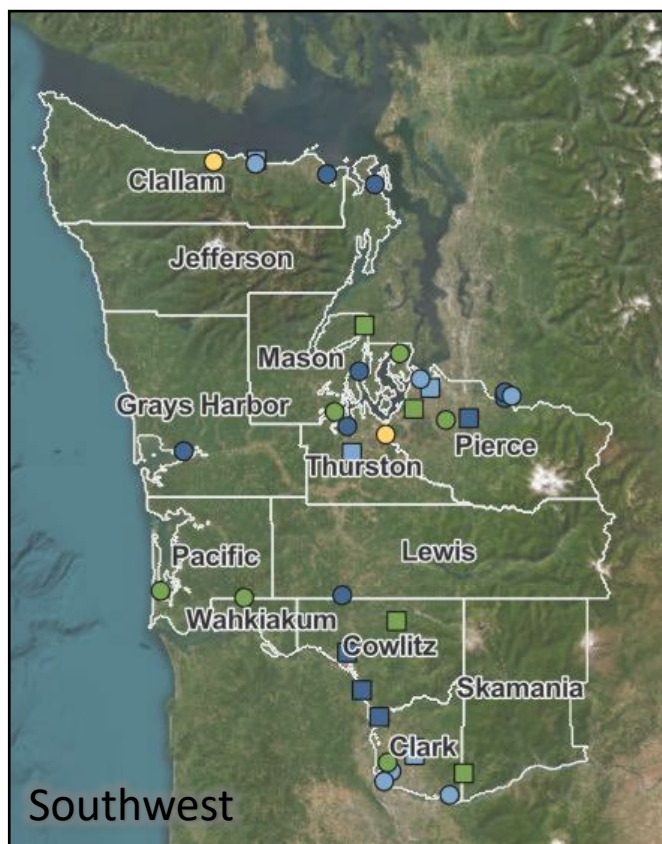 Clallam
Jefferson
Mason
Grays Harbor
Pierce
Thurston
Pacific
Lewis
Wahkiakum
Cowlitz
Skamania
Clark
Southwest